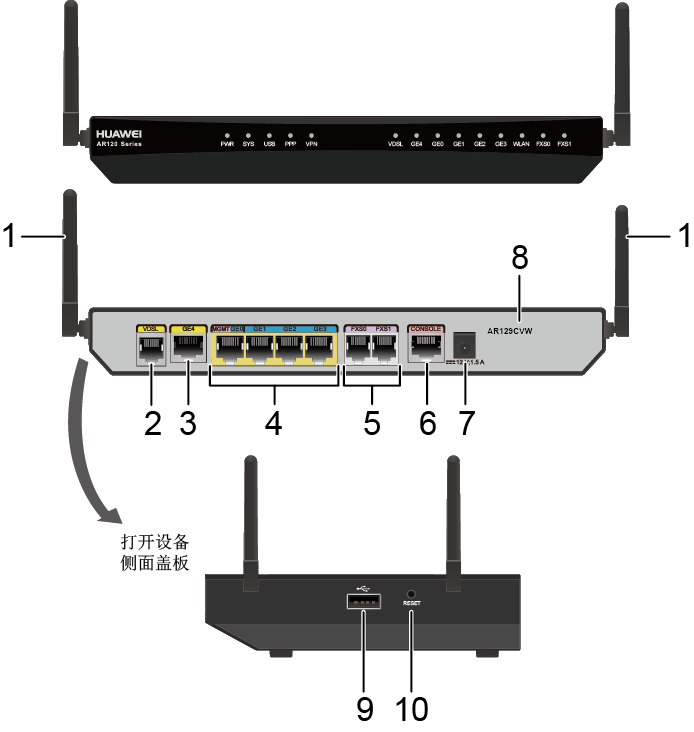 HUAWEI
AR120 Series
PWR SYS USB PPP VPN VDSL GE4 GE0 GE1 GE2 GE3 WLAN FXS0 FXS1
1 1
8
VDSL GE4 MGMT GE0 GE1 GE2 GE3 FXS0 FXS1 CONSOLE AR129CVW
1.5A
2 3 4 5 6 7
打开设备
侧面盖板
RESET
9 10